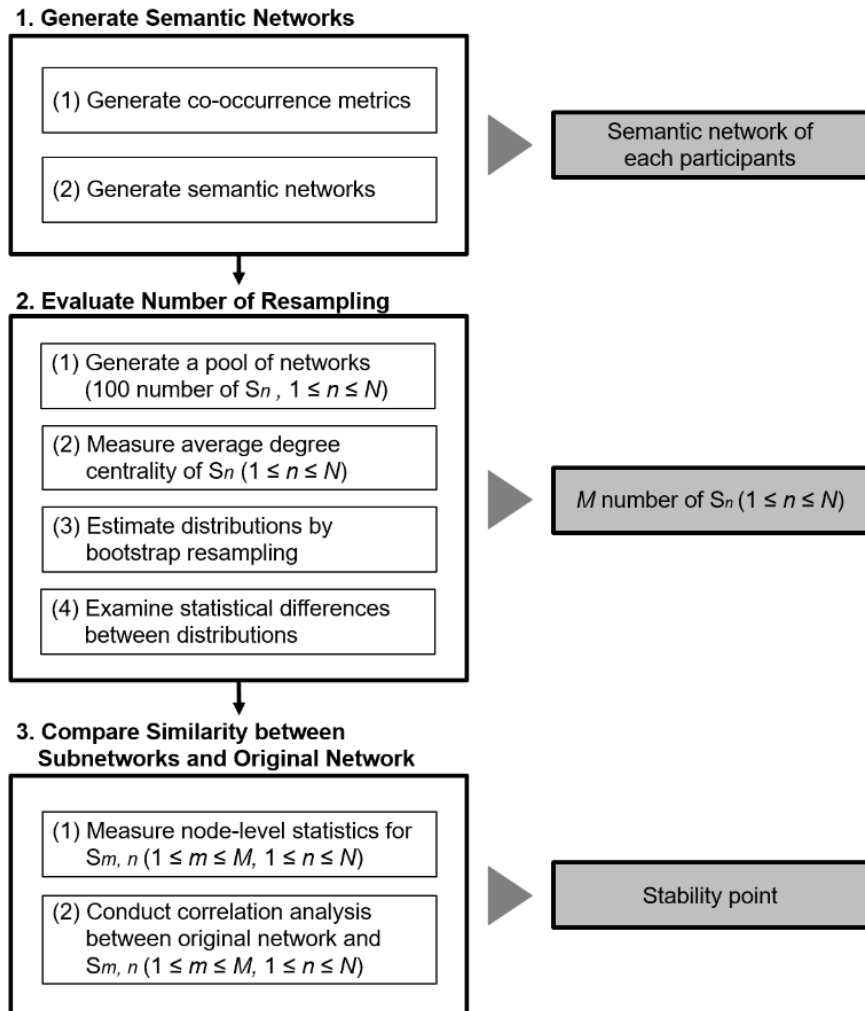 1. Generate Semantic Networks
(1) Generate co-occurrence metrics
(2) Generate semantic networks
Semantic network of
each participants
2. Evaluate Number of Resampling
(1) Generate a pool of networks
(100 number of Sn , 1 ≤ n ≤ N)
(2) Measure average degree
centrality of Sn (1 ≤ n ≤ N)
(3) Estimate distributions by
bootstrap resampling
(4) Examine statistical differences
between distributions
M number of Sn (1 ≤ n ≤ N)
3. Compare Similarity between
Subnetworks and Original Network
(1) Measure node-level statistics for
Sm, n (1 ≤ m ≤ M, 1 ≤ n ≤ N)
(2) Conduct correlation analysis
between original network and
Sm, n (1 ≤ m ≤ M, 1 ≤ n ≤ N)
Stability point